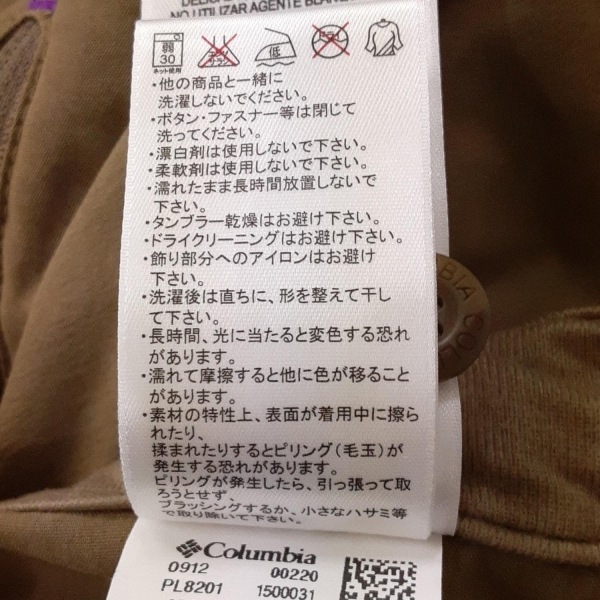 NO UTILIZAR AGENTE BLAN
弱
30
ネット使用
低
・他の商品と一緒に
洗濯しないでください。
・ボタン・ファスナー等は閉じて
洗ってください。
・漂白剤は使用しないで下さい。
・柔軟剤は使用しないで下さい。
・濡れたまま長時間放置しないで
下さい。
・タンブラー乾燥はお避け下さい。
・ドライクリーニングはお避け下さい。
・飾り部分へのアイロンはお避け
下さい。
・洗濯後は直ちに、形を整えて干し
て下さい。
・長時間、光に当たると変色する恐れ
があります。
・濡れて摩擦すると他に色が移ること
があります。
・素材の特性上、表面が着用中に擦ら
れたり、
揉まれたりするとピリング(毛玉)が
発生する恐れがあります。
ピリングが発生したら、引っ張って取
ろうとせず、
ブラッシングするか、小さなハサミ等
で取り除いて下さい。
BIA COL
Columbia
0912 00220
PL8201 1500031